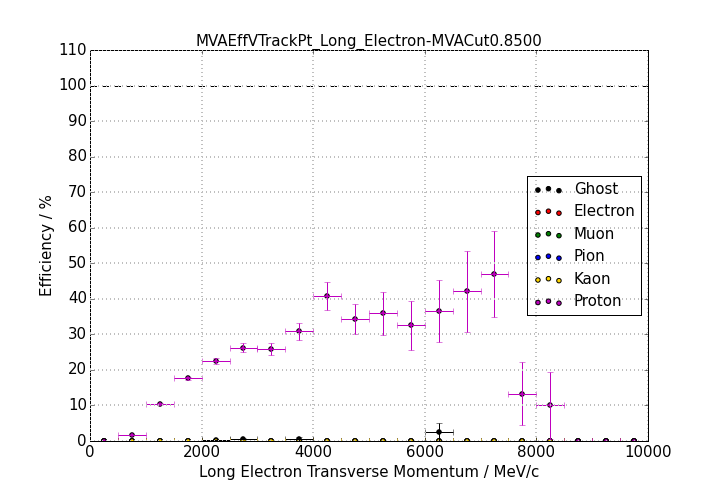 MVAEffVTrackPt_Long_Electron-MVACut0.8500
110
100
90
80
70
60
50
40
30
20
10
0
Efficiency / %
Ghost
Electron
Muon
Pion
Kaon
Proton
0 2000 4000 6000 8000 10000
Long Electron Transverse Momentum / MeV/c